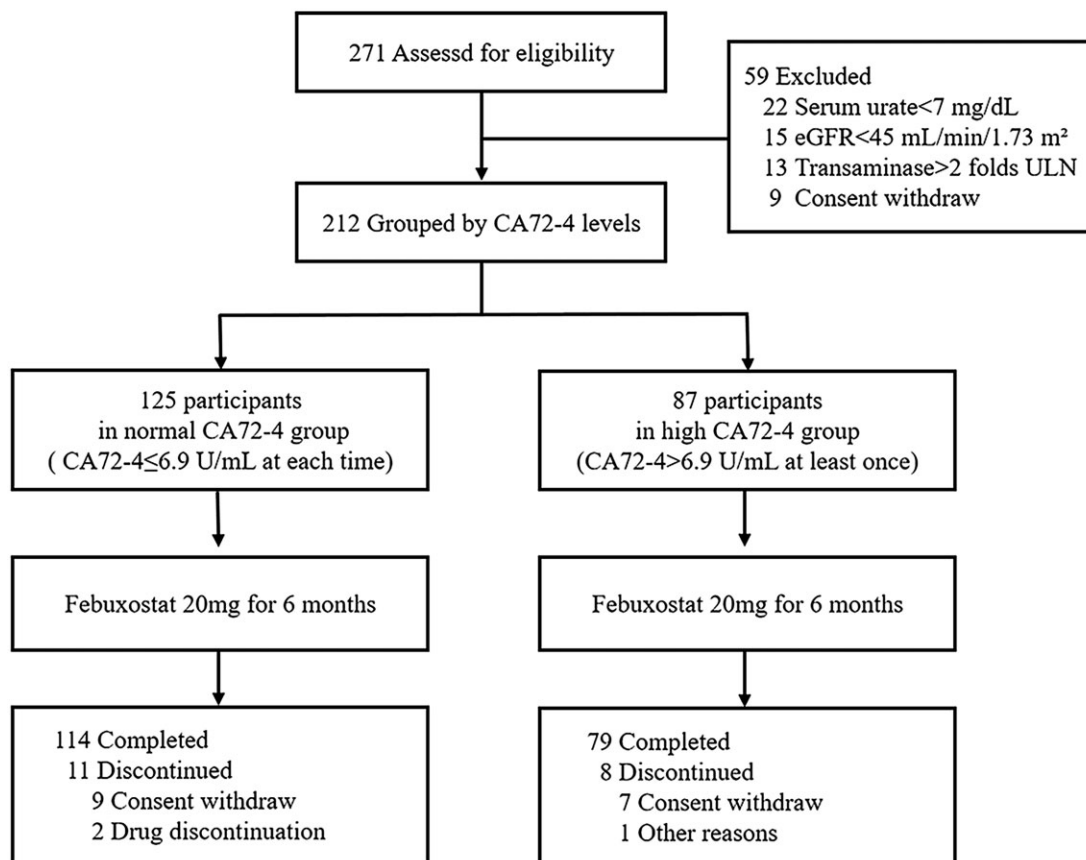 271 Assessd for eligibility
59 Excluded
22 Serum urate<7 mg/dL
15 eGFR<45 mL/min/1.73 m²
13 Transaminase>2 folds ULN
9 Consent withdraw
212 Grouped by CA72-4 levels
125 participants
in normal CA72-4 group
( CA72-4≤6.9 U/mL at each time)
87 participants
in high CA72-4 group
(CA72-4>6.9 U/mL at least once)
Febuxostat 20mg for 6 months
Febuxostat 20mg for 6 months
114 Completed
11 Discontinued
9 Consent withdraw
2 Drug discontinuation
79 Completed
8 Discontinued
7 Consent withdraw
1 Other reasons